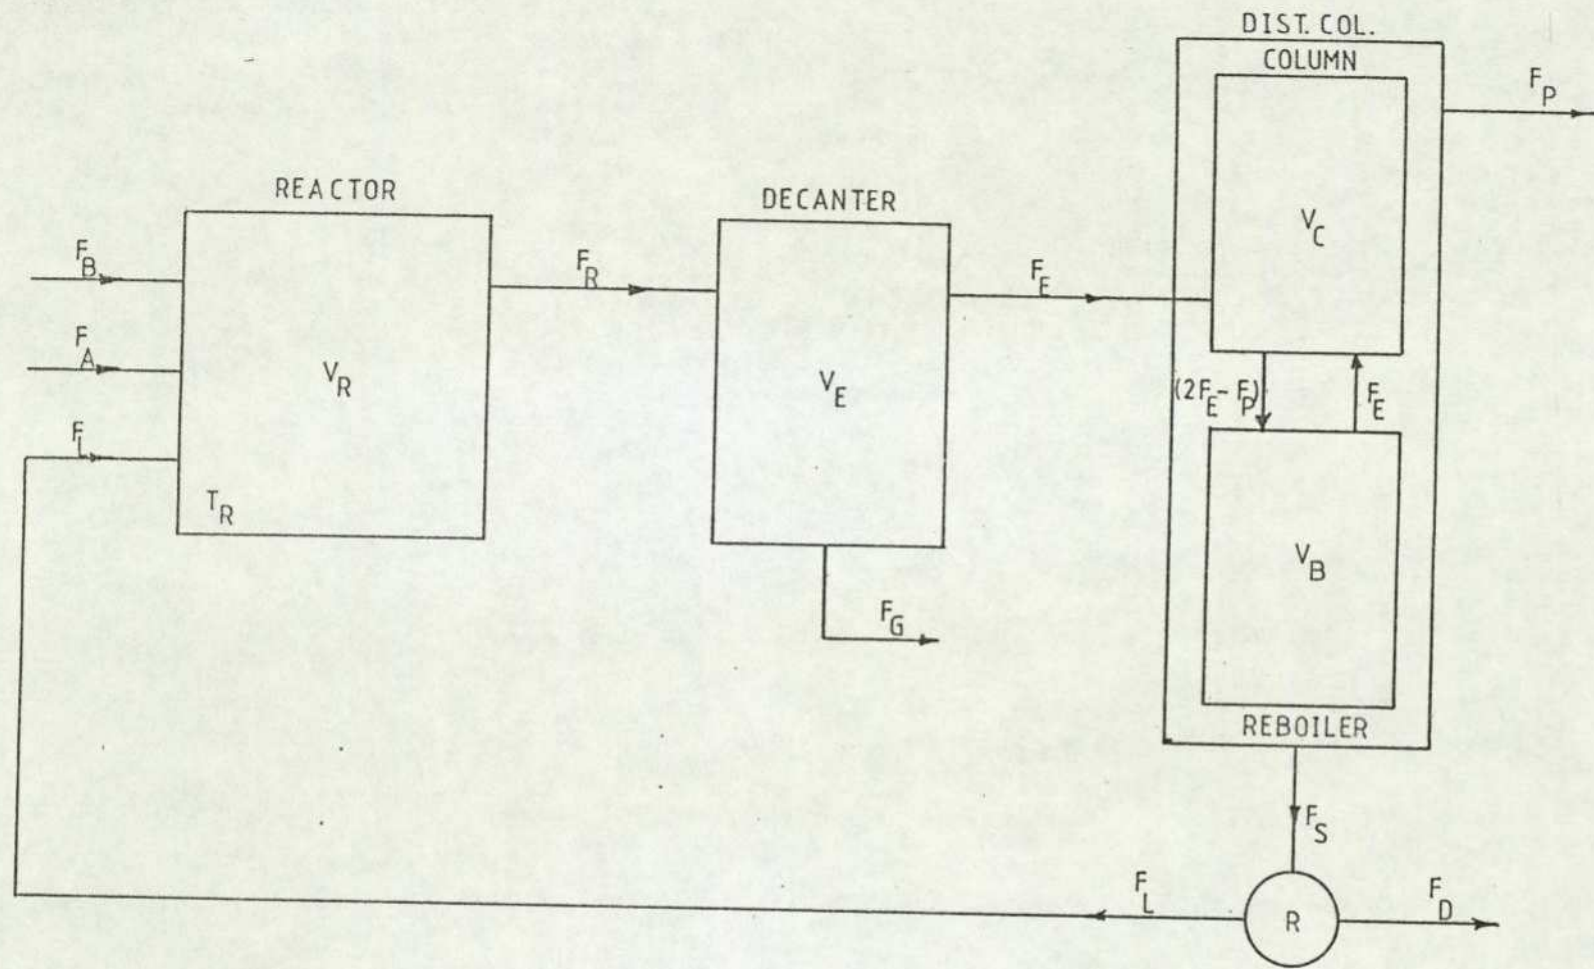 DIST. COL.
COLUMN
F_P
V_C
REACTOR
DECANTER
F_B
F_A
F_L
V_R
T_R
F_R
V_E
F_E
F_G
(2F_E - F_P)
F_E
V_B
REBOILER
F_S
F_L
R
F_D